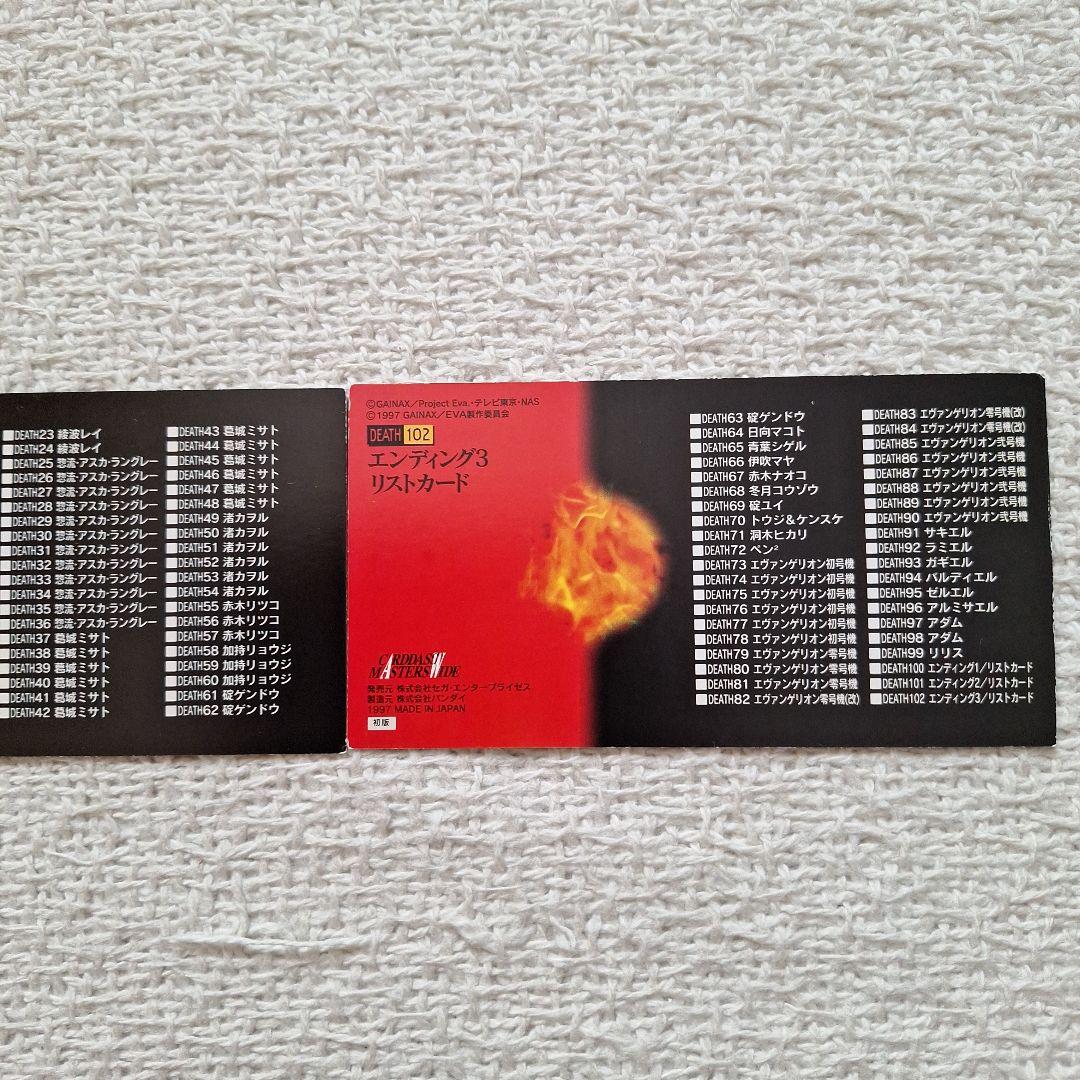 DEATH23 綾波レイ
DEATH24 綾波レイ
DEATH25 惣流·アスカ·ラングレー
DEATH26 惣流·アスカ·ラングレー
DEATH27 惣流·アスカ·ラングレー
DEATH28 惣流·アスカ·ラングレー
DEATH29 惣流·アスカ·ラングレー
DEATH30 惣流·アスカ·ラングレー
DEATH31 惣流·アスカ·ラングレー
DEATH32 惣流·アスカ·ラングレー
DEATH33 惣流·アスカ·ラングレー
DEATH34 惣流·アスカ·ラングレー
DEATH35 惣流·アスカ·ラングレー
DEATH36 惣流·アスカ·ラングレー
DEATH37 葛城ミサト
DEATH38 葛城ミサト
DEATH39 葛城ミサト
DEATH40 葛城ミサト
DEATH41 葛城ミサト
DEATH42 葛城ミサト
DEATH43 葛城ミサト
DEATH44 葛城ミサト
DEATH45 葛城ミサト
DEATH46 葛城ミサト
DEATH47 葛城ミサト
DEATH48 葛城ミサト
DEATH49 渚カヲル
DEATH50 渚カヲル
DEATH51 渚カヲル
DEATH52 渚カヲル
DEATH53 渚カヲル
DEATH54 渚カヲル
DEATH55 赤木リツコ
DEATH56 赤木リツコ
DEATH57 赤木リツコ
DEATH58 加持リョウジ
DEATH59 加持リョウジ
DEATH60 加持リョウジ
DEATH61 碇ゲンドウ
DEATH62 碇ゲンドウ
©GAINAX／Project Eva.・テレビ東京・NAS
©1997 GAINAX／EVA製作委員会
DEATH 102
エンディング3
リストカード
CARDDASS
MASTERS WIDE
発売元 株式会社セガ・エンタープライゼス
製造元 株式会社バンダイ
1997 MADE IN JAPAN
初版
DEATH63 碇ゲンドウ
DEATH64 日向マコト
DEATH65 青葉シゲル
DEATH66 伊吹マヤ
DEATH67 赤木ナオコ
DEATH68 冬月コウゾウ
DEATH69 碇ユイ
DEATH70 トウジ＆ケンスケ
DEATH71 洞木ヒカリ
DEATH72 ペン²
DEATH73 エヴァンゲリオン初号機
DEATH74 エヴァンゲリオン初号機
DEATH75 エヴァンゲリオン初号機
DEATH76 エヴァンゲリオン初号機
DEATH77 エヴァンゲリオン初号機
DEATH78 エヴァンゲリオン初号機
DEATH79 エヴァンゲリオン零号機
DEATH80 エヴァンゲリオン零号機
DEATH81 エヴァンゲリオン零号機
DEATH82 エヴァンゲリオン零号機(改)
DEATH83 エヴァンゲリオン零号機(改)
DEATH84 エヴァンゲリオン零号機(改)
DEATH85 エヴァンゲリオン弐号機
DEATH86 エヴァンゲリオン弐号機
DEATH87 エヴァンゲリオン弐号機
DEATH88 エヴァンゲリオン弐号機
DEATH89 エヴァンゲリオン弐号機
DEATH90 エヴァンゲリオン弐号機
DEATH91 サキエル
DEATH92 ラミエル
DEATH93 ガギエル
DEATH94 バルディエル
DEATH95 ゼルエル
DEATH96 アルミサエル
DEATH97 アダム
DEATH98 アダム
DEATH99 リリス
DEATH100 エンディング1/リストカード
DEATH101 エンディング2/リストカード
DEATH102 エンディング3/リストカード